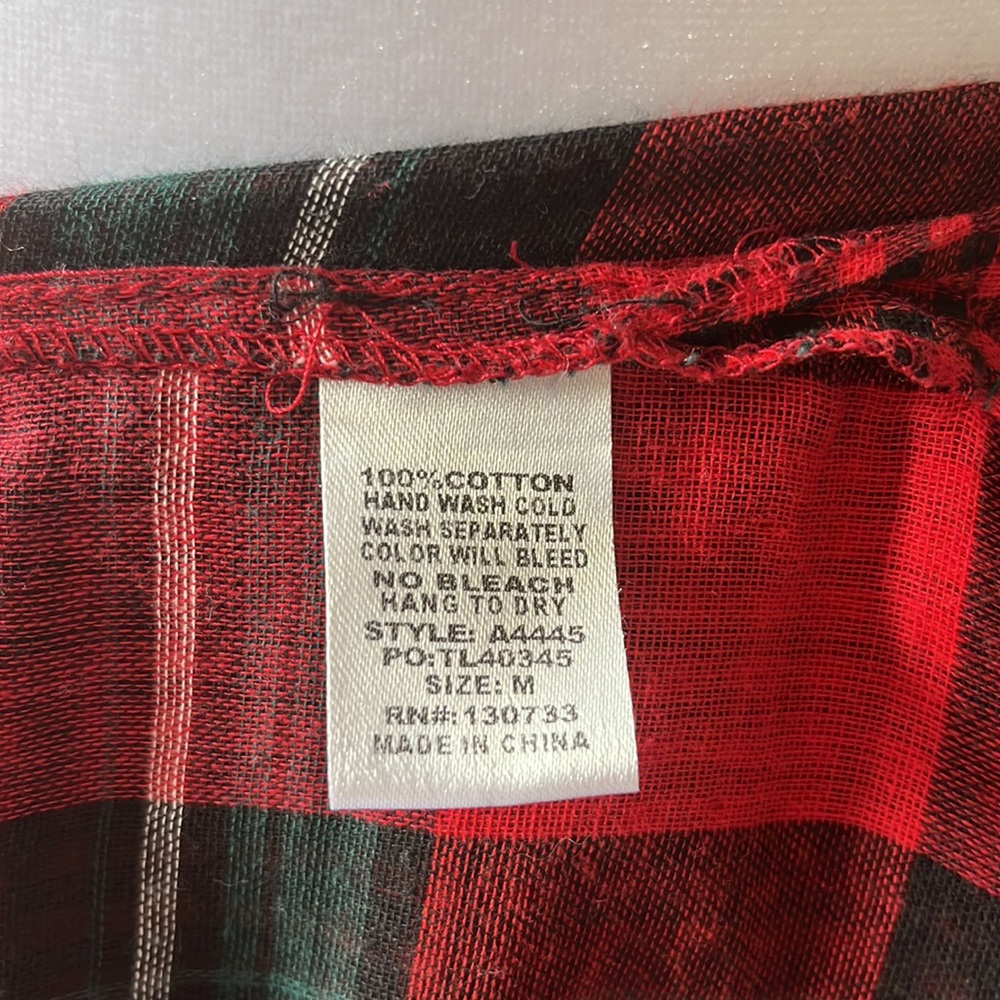 100%COTTON
HAND WASH COLD
WASH SEPARATELY
COLOR WILL BLEED
NO BLEACH
HANG TO DRY
STYLE: A4445
PO:TL40345
SIZE: M
RN#: 130733
MADE IN CHINA